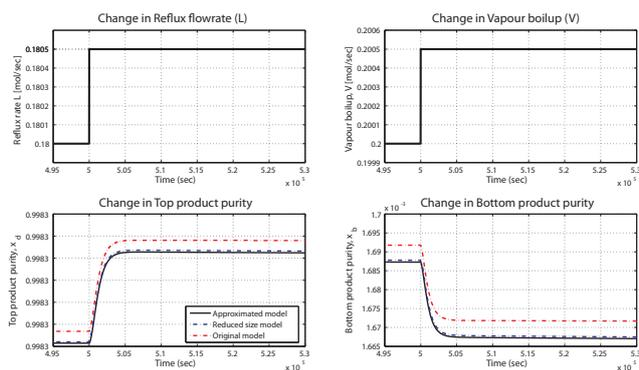 Change in Reflux flowrate (L)
Reflux rate L [mol/sec]
0.1805
0.1804
0.1803
0.1802
0.1801
0.18
4.95 5 5.05 5.1 5.15 5.2 5.25 5.3
Time (sec)
x 10 5
Change in Vapour boilup (V)
Vapour boilup, V [mol/sec]
0.2006
0.2005
0.2004
0.2003
0.2002
0.2001
0.2
0.1999
4.95 5 5.05 5.1 5.15 5.2 5.25 5.3
Time (sec)
x 10 5
Change in Top product purity
Top product purity, x d
0.9983
0.9983
0.9983
0.9983
0.9983
0.9983
0.9983
Approximated model
Reduced size model
Original model
4.95 5 5.05 5.1 5.15 5.2 5.25 5.3
Time (sec)
x 10 5
Change in Bottom product purity
Bottom product purity, x b
1.7
1.695
1.69
1.685
1.68
1.675
1.67
1.665
4.95 5 5.05 5.1 5.15 5.2 5.25 5.3
Time (sec)
x 10 5